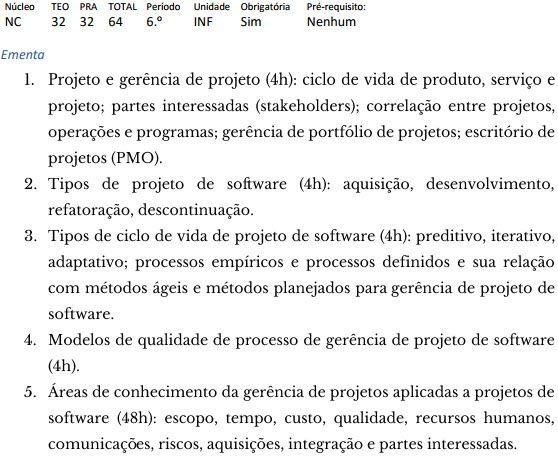 Núcleo TEO PRA TOTAL Período Unidade Obrigatória Pré-requisito:
NC 32 32 64 6.º INF Sim Nenhum
Ementa
1. Projeto e gerência de projeto (4h): ciclo de vida de produto, serviço e
projeto; partes interessadas (stakeholders); correlação entre projetos,
operações e programas; gerência de portfólio de projetos; escritório de
projetos (PMO).
2. Tipos de projeto de software (4h): aquisição, desenvolvimento,
refatoração, descontinuação.
3. Tipos de ciclo de vida de projeto de software (4h): preditivo, iterativo,
adaptativo; processos empíricos e processos definidos e sua relação
com métodos ágeis e métodos planejados para gerência de projeto de
software.
4. Modelos de qualidade de processo de gerência de projeto de software
(4h).
5. Áreas de conhecimento da gerência de projetos aplicadas a projetos de
software (48h): escopo, tempo, custo, qualidade, recursos humanos,
comunicações, riscos, aquisições, integração e partes interessadas.